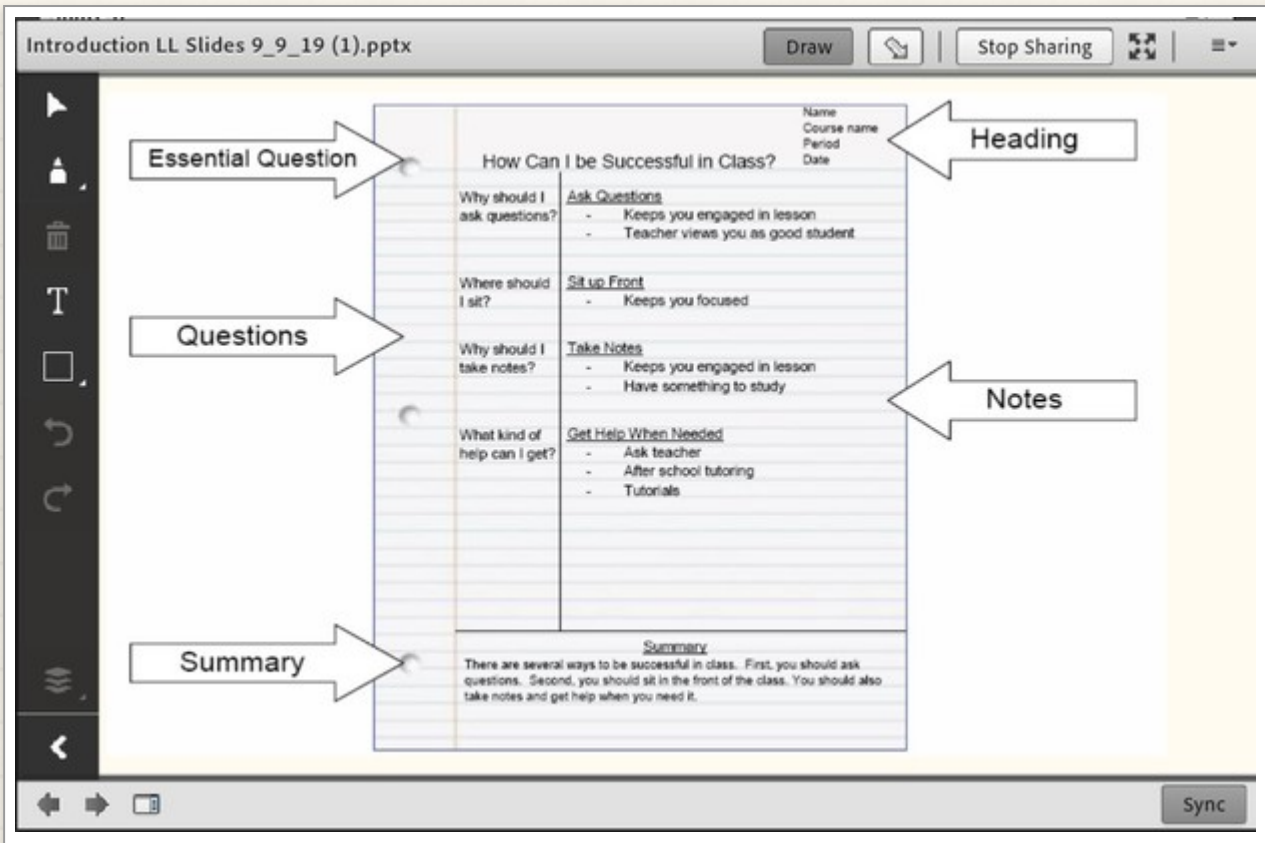 Introduction LL Slides 9_9_19 (1).pptx
Draw
Stop Sharing
T
Essential Question
Name
Course name
Period
Date
Heading
How Can I be Successful in Class?
Why should I
ask questions?
Ask Questions
- Keeps you engaged in lesson
- Teacher views you as good student
Where should
I sit?
Sit up Front
- Keeps you focused
Questions
Why should I
take notes?
Take Notes
- Keeps you engaged in lesson
- Have something to study
Notes
What kind of
help can I get?
Get Help When Needed
- Ask teacher
- After school tutoring
- Tutorials
Summary
Summary
There are several ways to be successful in class. First, you should ask
questions. Second, you should sit in the front of the class. You should also
take notes and get help when you need it.
Sync